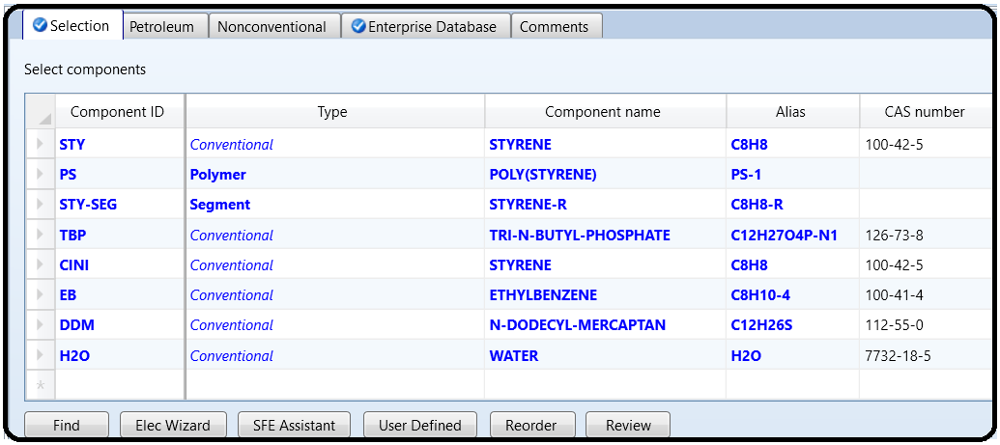 Selection Petroleum Nonconventional Enterprise Database Comments
Select components
Component ID Type Component name Alias CAS number
STY Conventional STYRENE C8H8 100-42-5
PS Polymer POLY(STYRENE) PS-1
STY-SEG Segment STYRENE-R C8H8-R
TBP Conventional TRI-N-BUTYL-PHOSPHATE C12H27O4P-N1 126-73-8
CINI Conventional STYRENE C8H8 100-42-5
EB Conventional ETHYLBENZENE C8H10-4 100-41-4
DDM Conventional N-DODECYL-MERCAPTAN C12H26S 112-55-0
H2O Conventional WATER H2O 7732-18-5
*
Find Elec Wizard SFE Assistant User Defined Reorder Review